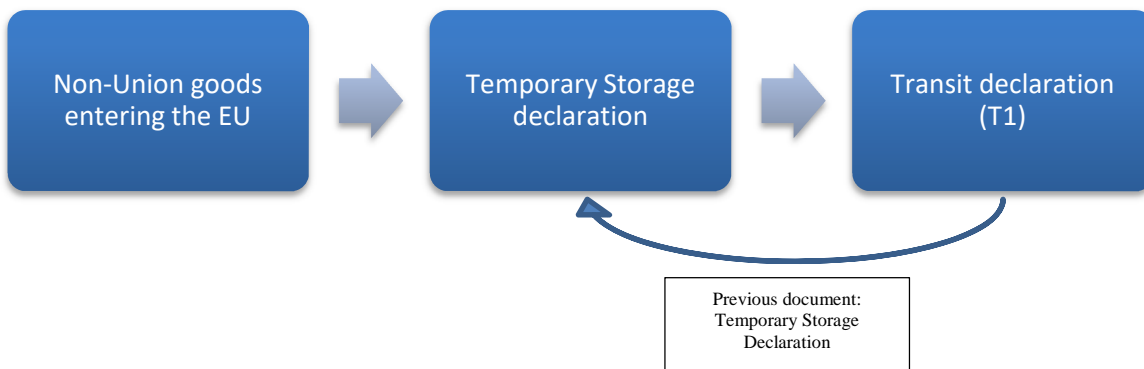 Non-Union goods
entering the EU
Temporary Storage
declaration
Transit declaration
(T1)
Previous document:
Temporary Storage
Declaration